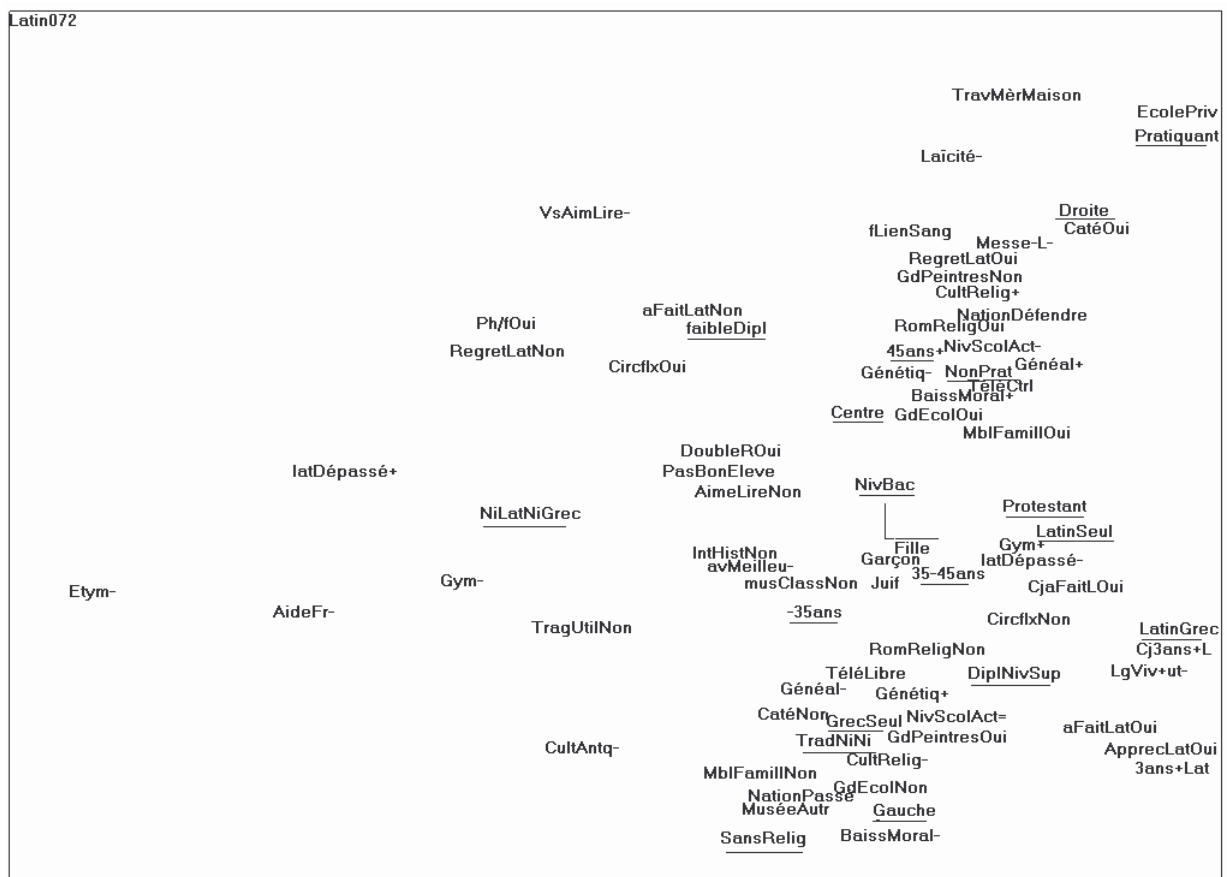 Latin072
TravMèrMaison
EcolePriv
Pratiquant
Laïcité-
VsAimLire-
Droite
CatéOui
fLienSang
Messe-L-
RegretLatOui
GdPeintresNon
CultRelig+
aFaitLatNon
NationDéfendre
Ph/fOui
faibleDipl
RomReligOui
RegretLatNon
45ans+
NivScolAct-
CircflxOui
Généal+
Génétiq-
NonPrat
TéléCtrl
BaissMoral+
Centre
GdEcolOui
MblFamillOui
DoubleROui
latDépassé+
PasBonEleve
AimeLireNon
NivBac
NiLatNiGrec
Protestant
LatinSeul
Gym+
Fille
IntHistNon
Garçon
latDépassé-
avMeilleu-
35-45ans
Gym-
musClassNon
Juif
CjaFaitLOui
Etym-
AideFr-
-35ans
CircflxNon
TragUtilNon
LatinGrec
RomReligNon
Cj3ans+L
TéléLibre
DiplNivSup
LgViv+ut-
Généal-
Génétiq+
CatéNon
GrecSeul
NivScolAct=
aFaitLatOui
TradNiNi
GdPeintresOui
CultAntq-
ApprecLatOui
CultRelig-
3ans+Lat
MblFamillNon
GdEcolNon
NationPasse
MuséeAutr
Gauche
SansRelig
BaissMoral-